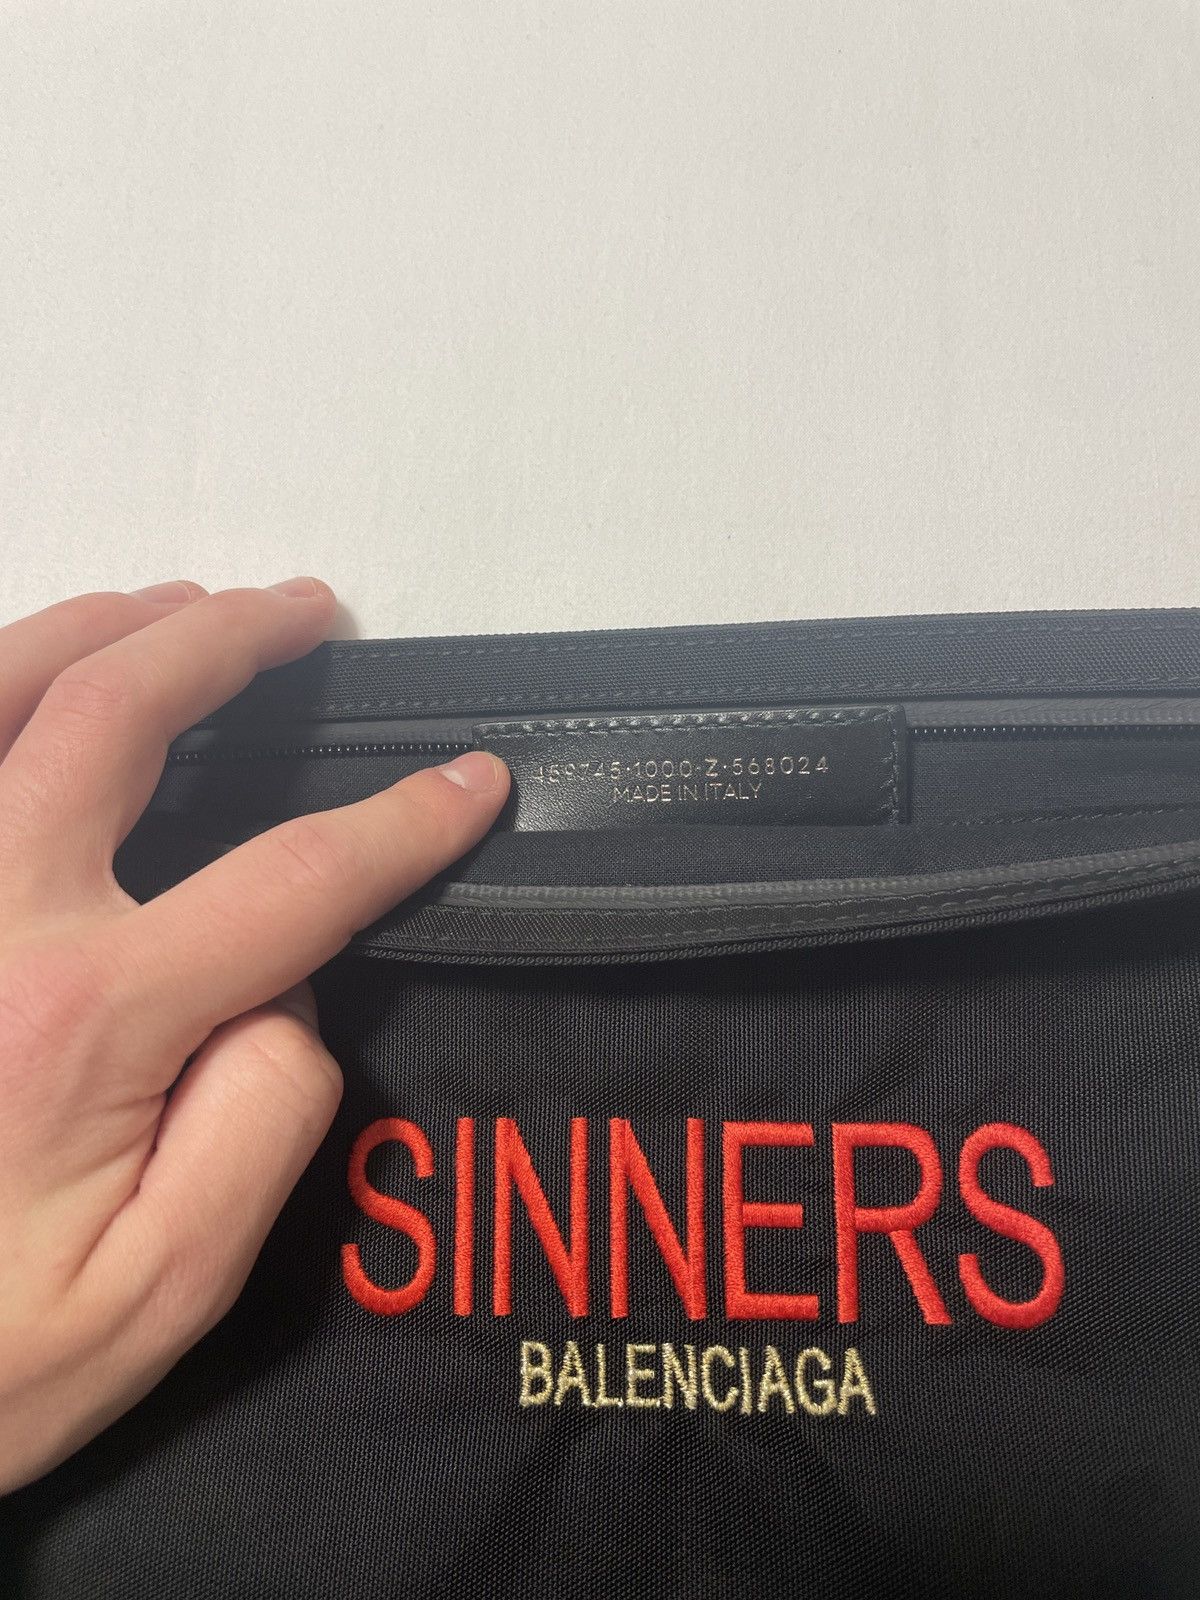 459745·1000·Z·568024
MADE IN ITALY
SINNERS
BALENCIAGA